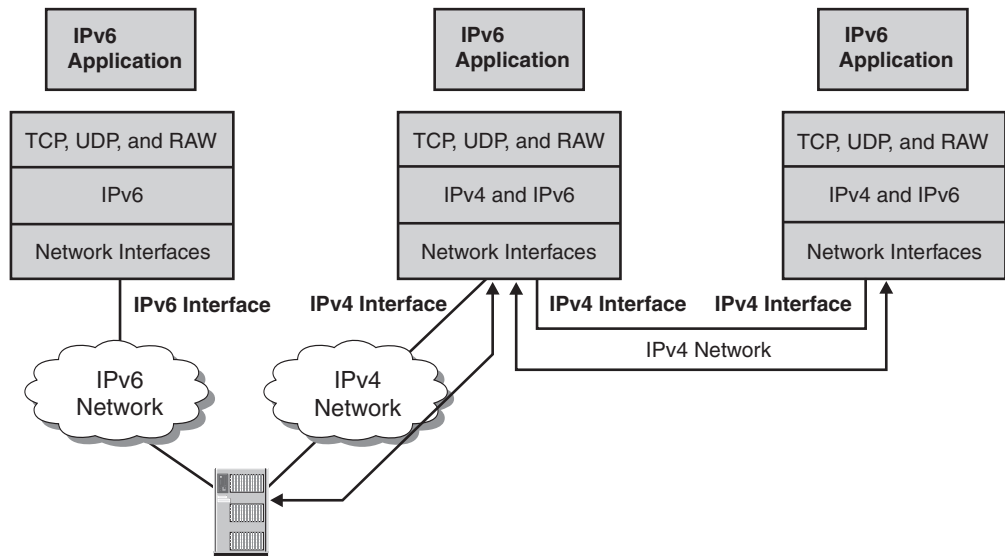 IPv6
Application
IPv6
Application
IPv6
Application
TCP, UDP, and RAW
IPv6
Network Interfaces
TCP, UDP, and RAW
IPv4 and IPv6
Network Interfaces
TCP, UDP, and RAW
IPv4 and IPv6
Network Interfaces
IPv6 Interface
IPv4 Interface
IPv4 Interface
IPv4 Interface
IPv4 Network
IPv6
Network
IPv4
Network